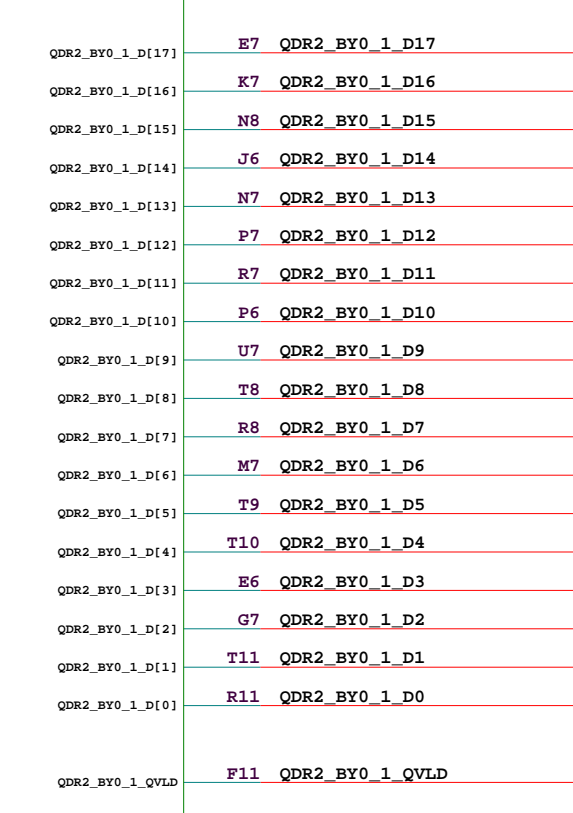 QDR2_BY0_1_D[17] E7 QDR2_BY0_1_D17
QDR2_BY0_1_D[16] K7 QDR2_BY0_1_D16
QDR2_BY0_1_D[15] N8 QDR2_BY0_1_D15
QDR2_BY0_1_D[14] J6 QDR2_BY0_1_D14
QDR2_BY0_1_D[13] N7 QDR2_BY0_1_D13
QDR2_BY0_1_D[12] P7 QDR2_BY0_1_D12
QDR2_BY0_1_D[11] R7 QDR2_BY0_1_D11
QDR2_BY0_1_D[10] P6 QDR2_BY0_1_D10
QDR2_BY0_1_D[9] U7 QDR2_BY0_1_D9
QDR2_BY0_1_D[8] T8 QDR2_BY0_1_D8
QDR2_BY0_1_D[7] R8 QDR2_BY0_1_D7
QDR2_BY0_1_D[6] M7 QDR2_BY0_1_D6
QDR2_BY0_1_D[5] T9 QDR2_BY0_1_D5
QDR2_BY0_1_D[4] T10 QDR2_BY0_1_D4
QDR2_BY0_1_D[3] E6 QDR2_BY0_1_D3
QDR2_BY0_1_D[2] G7 QDR2_BY0_1_D2
QDR2_BY0_1_D[1] T11 QDR2_BY0_1_D1
QDR2_BY0_1_D[0] R11 QDR2_BY0_1_D0
QDR2_BY0_1_QVLD F11 QDR2_BY0_1_QVLD